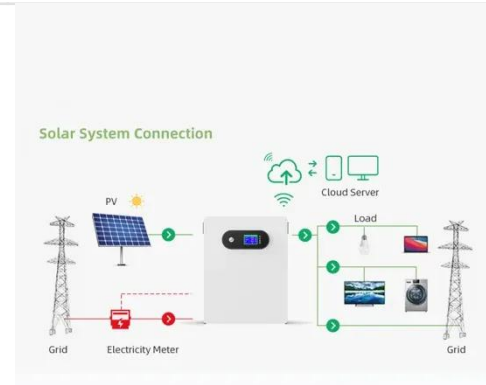 Solar System Connection
Cloud Server
PV
Load
Grid
Electricity Meter
Grid